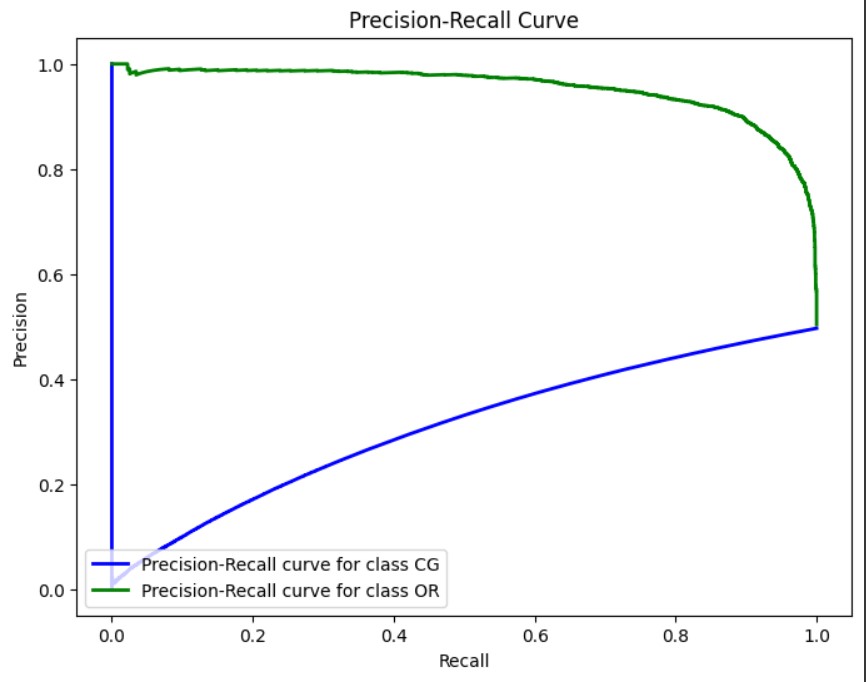 Precision-Recall Curve
1.0
0.8
0.6
0.4
0.2
0.0
Precision
Precision-Recall curve for class CG
Precision-Recall curve for class OR
0.0 0.2 0.4 0.6 0.8 1.0
Recall